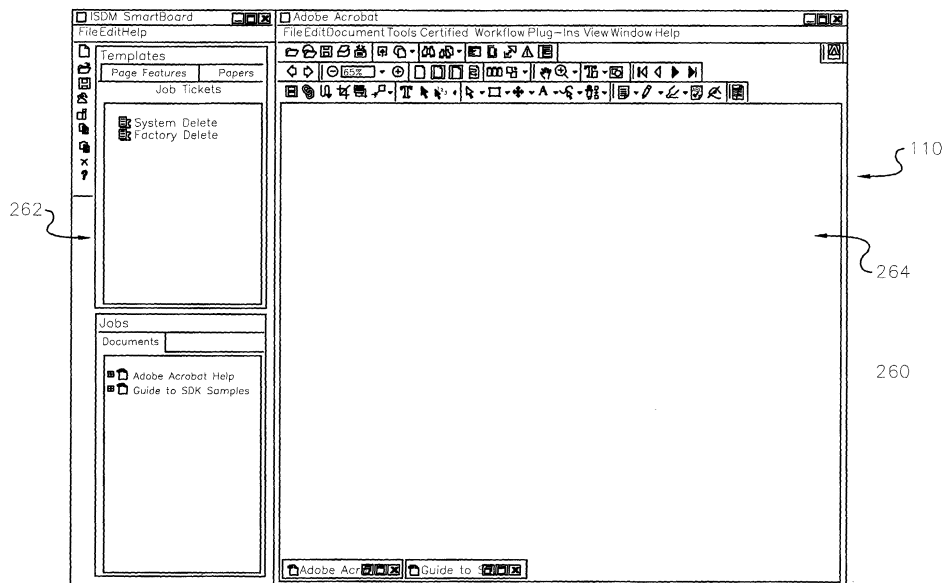 ISDM SmartBoard
FileEditHelp
Templates
Page Features Papers
Job Tickets
System Delete
Factory Delete
Jobs
Documents
Adobe Acrobat Help
Guide to SDK Samples
Adobe Acrobat
FileEditDocument Tools Certified Workflow Plug-Ins View Window Help
65%
Adobe Acr
Guide to S
110
262
264
260